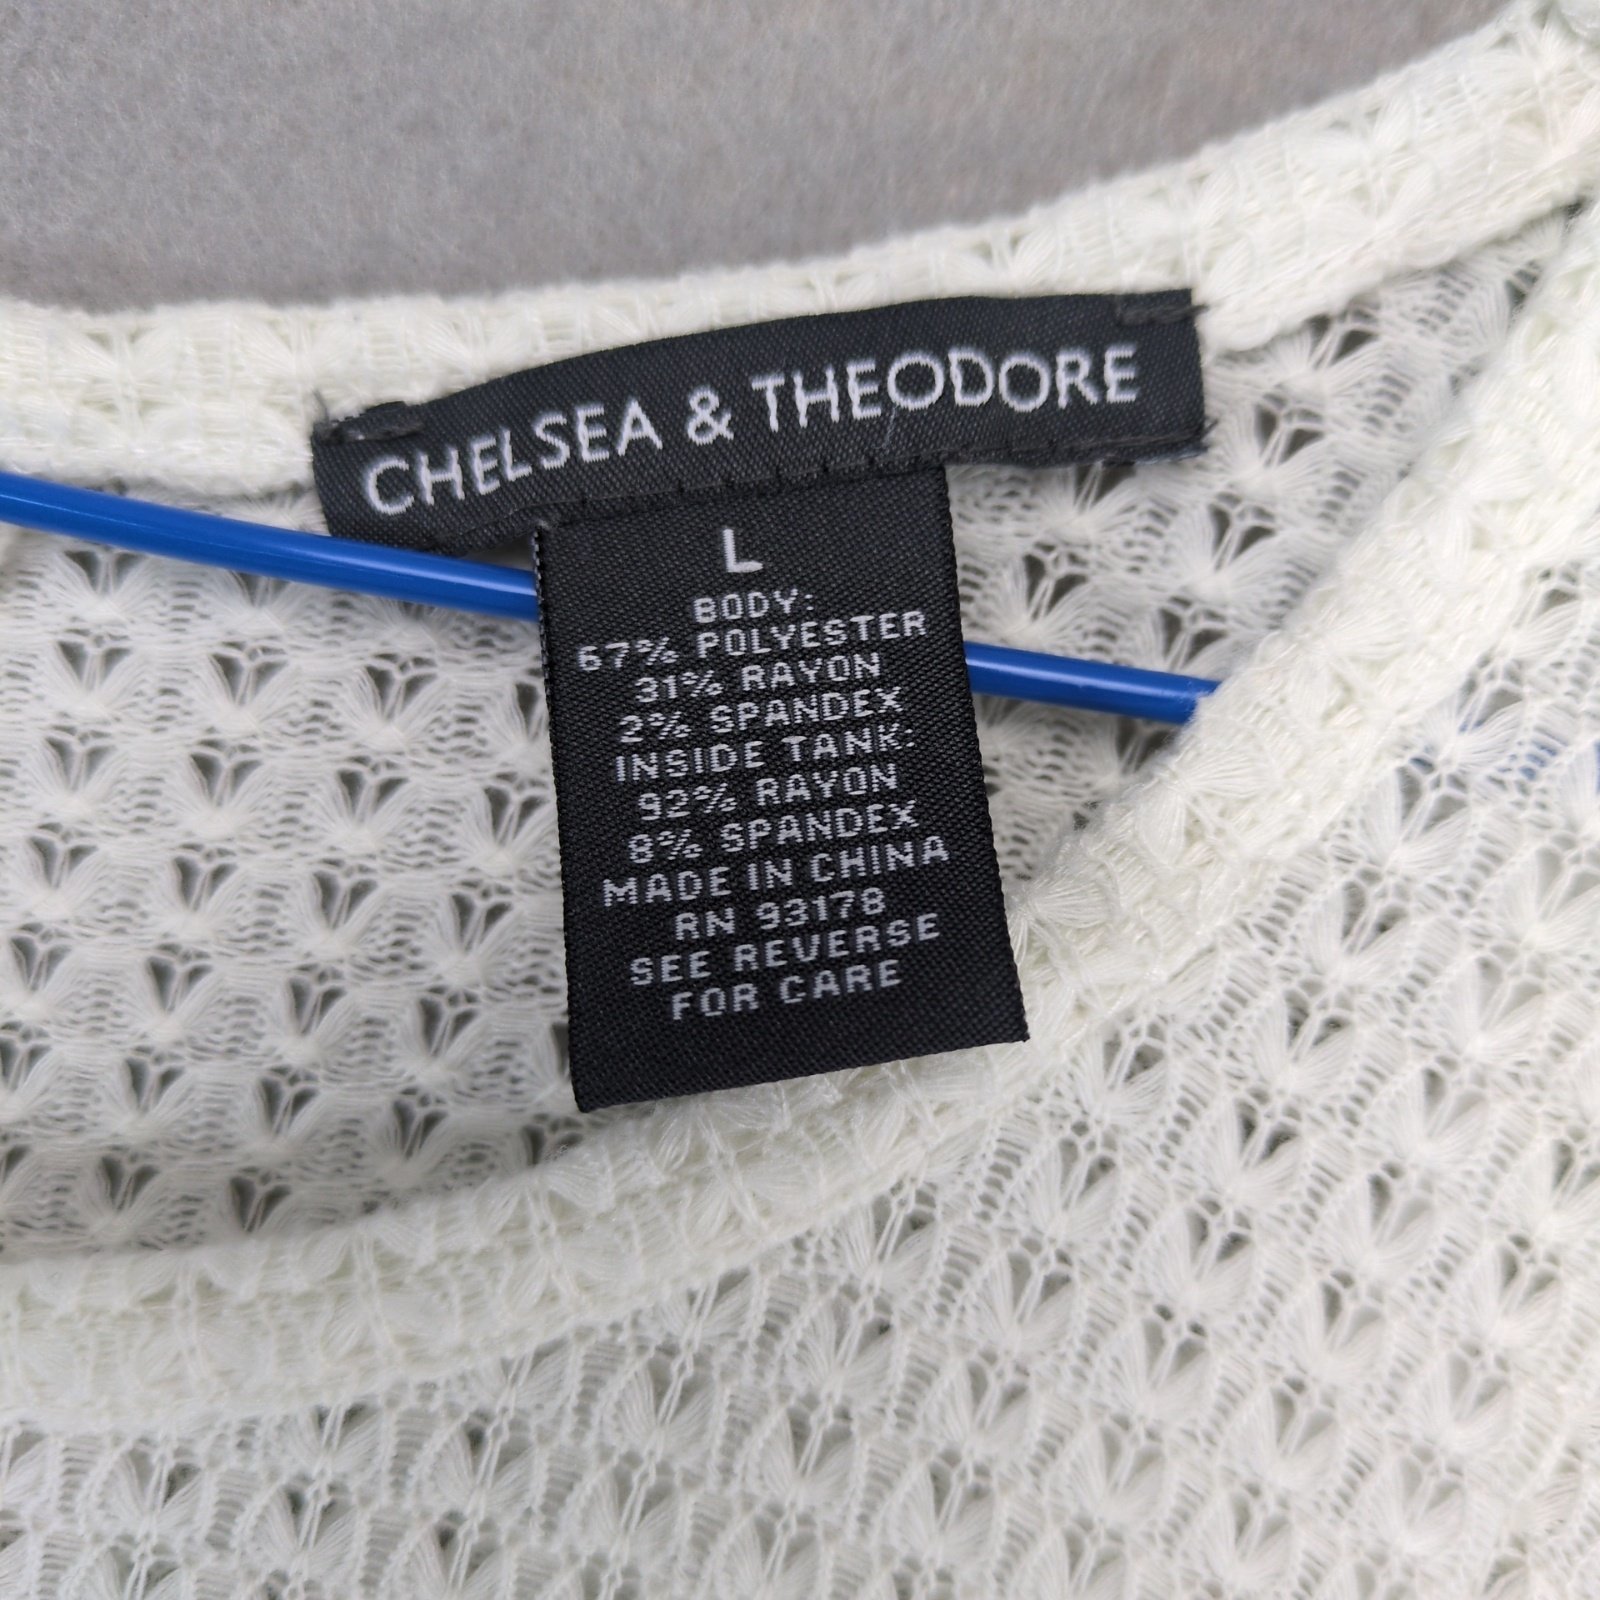 CHELSEA & THEODORE
L
BODY:
67% POLYESTER
31% RAYON
2% SPANDEX
INSIDE TANK:
92% RAYON
8% SPANDEX
MADE IN CHINA
RN 93178
SEE REVERSE
FOR CARE